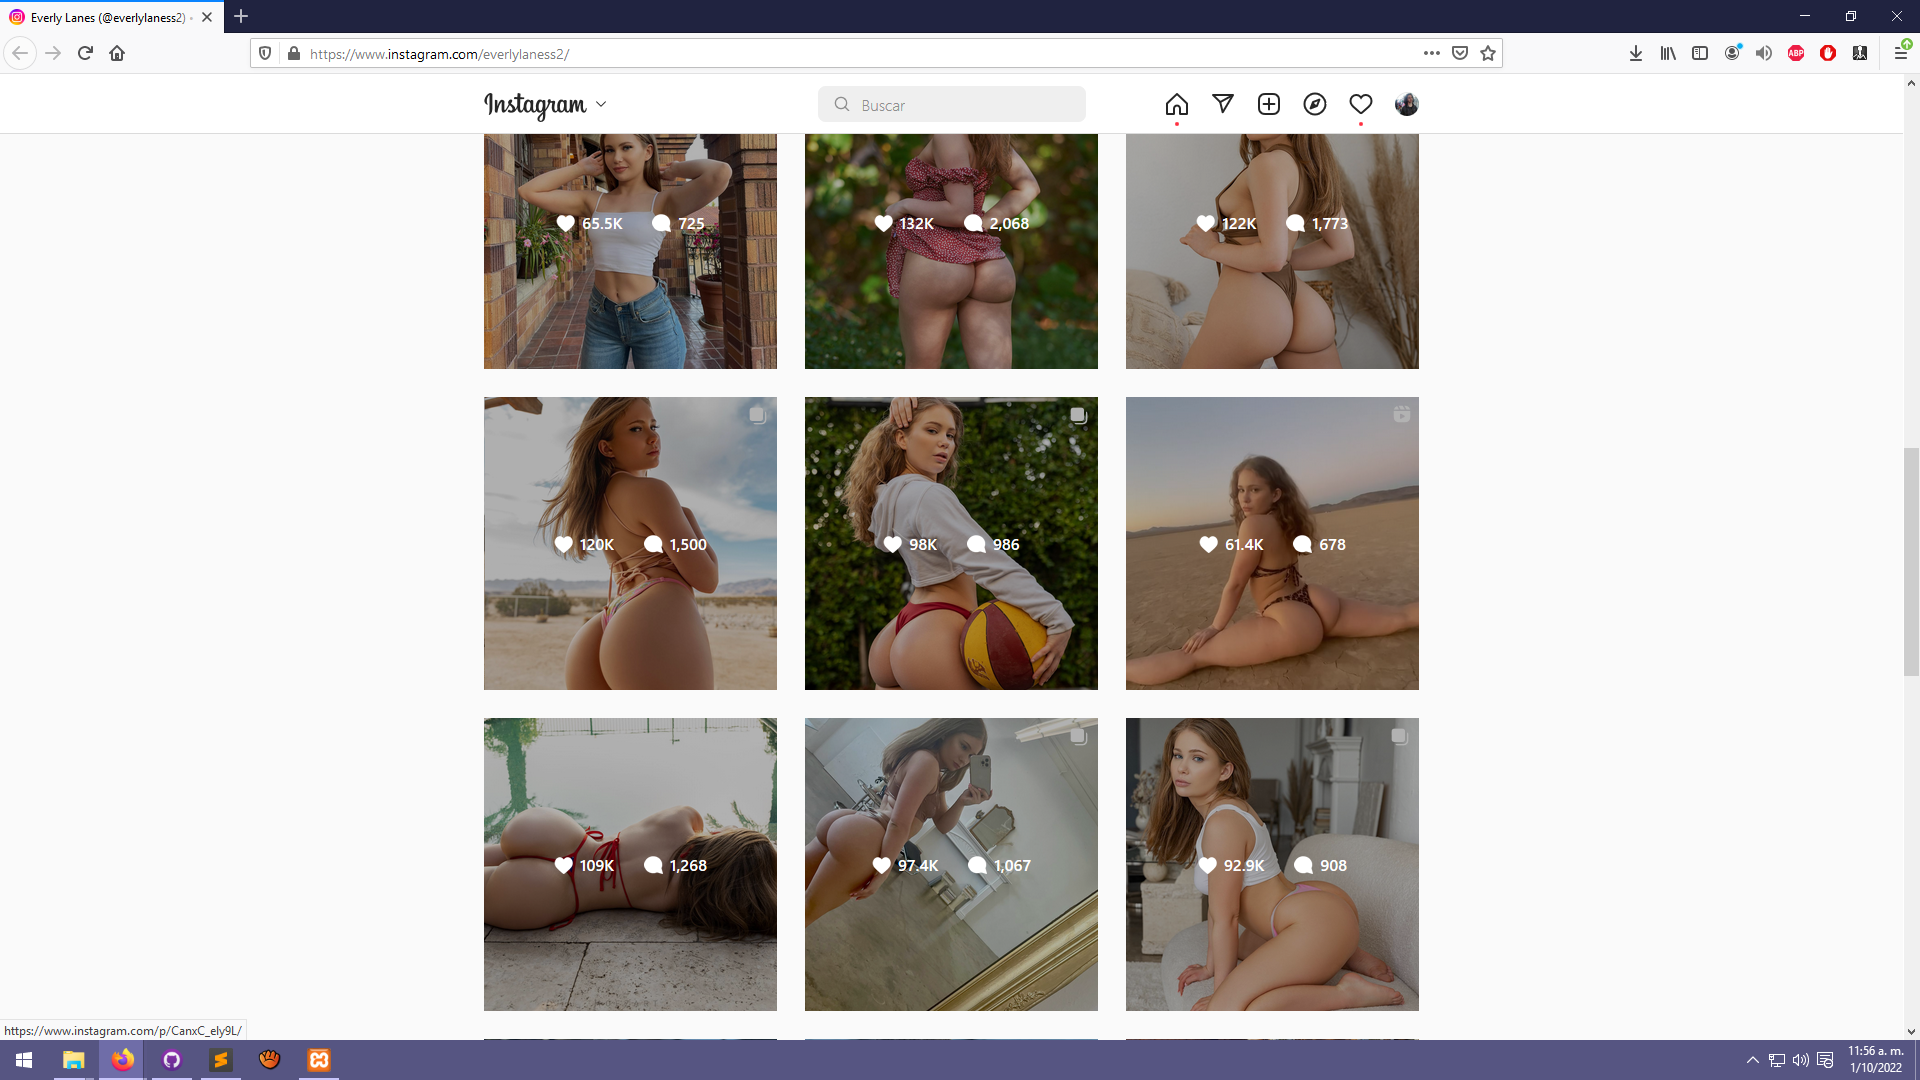 Everly Lanes (@everlylaness2) •
https://www.instagram.com/everlylaness2/
ABP
Instagram
Buscar
65.5K 725
132K 2,068
122K 1,773
120K 1,500
98K 986
61.4K 678
109K 1,268
97.4K 1,067
92.9K 908
https://www.instagram.com/p/CanxC_ely9L/
11:56 a. m.
1/10/2022